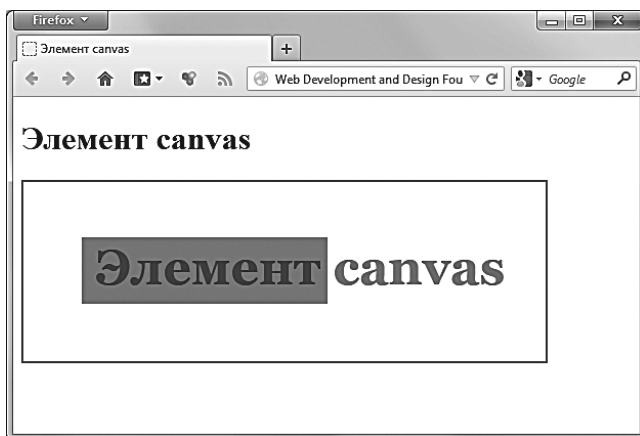 Firefox
Элемент canvas
Web Development and Design Fou
Google
Элемент canvas
Элемент canvas